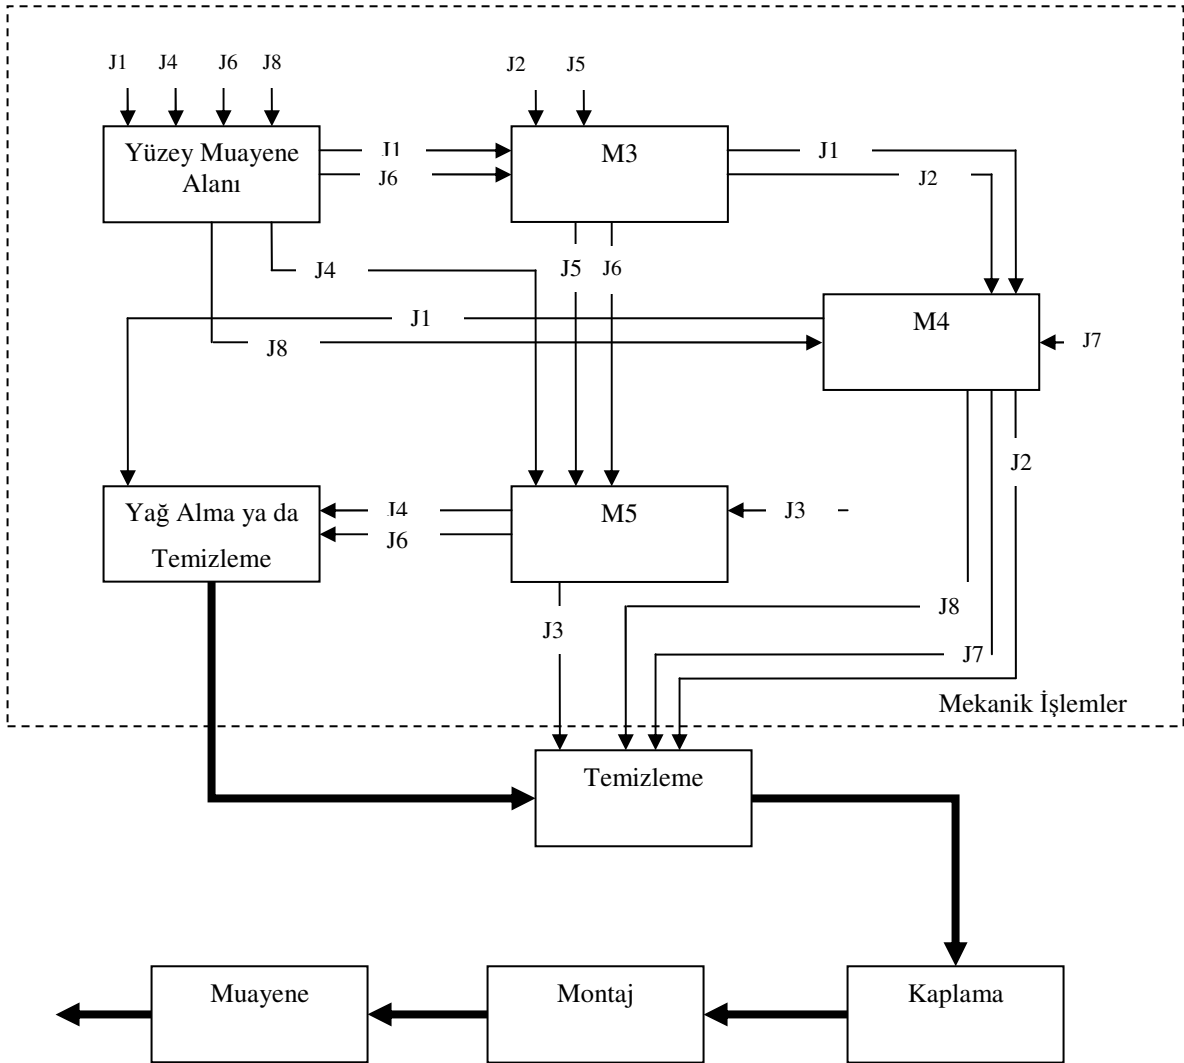 J1 J4 J6 J8 J2 J5
Yüzey Muayene
Alanı
J1
J6
M3
J1
J2
J4
J5
J6
J1
J8
M4
J7
J2
Yağ Alma ya da
Temizleme
J4
J6
M5
J3
J3
J8
J7
Mekanik İşlemler
Temizleme
Muayene
Montaj
Kaplama